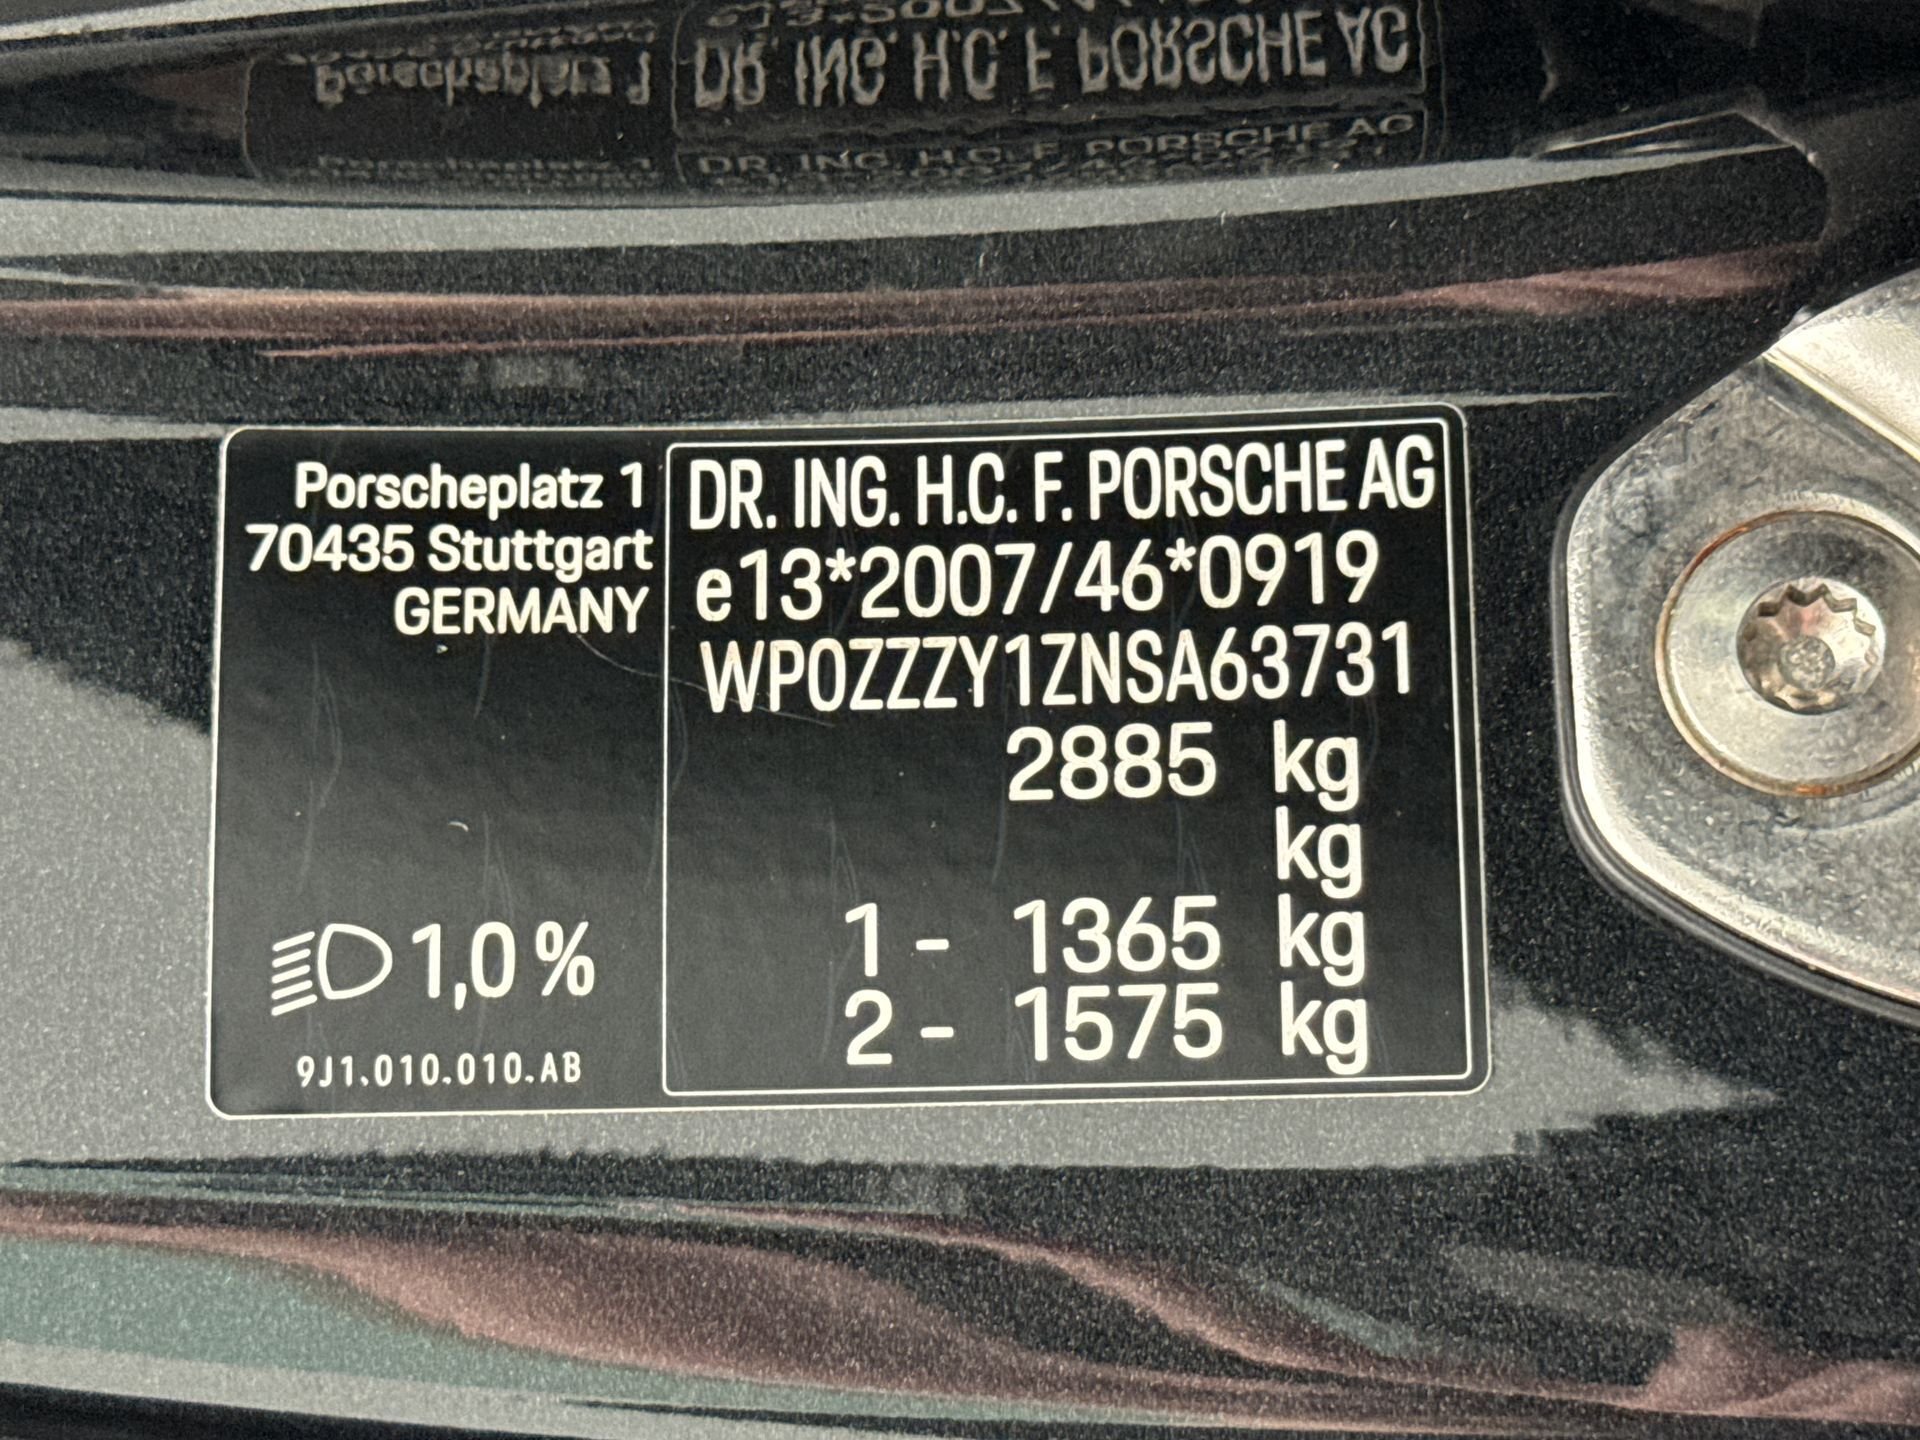 Porscheplatz 1
70435 Stuttgart
GERMANY
DR. ING. H.C. F. PORSCHE AG
e13*2007/46*0919
WP0ZZZY1ZNSA63731
2885 kg
kg
1 - 1365 kg
2 - 1575 kg
1,0 %
9J1.010.010.AB